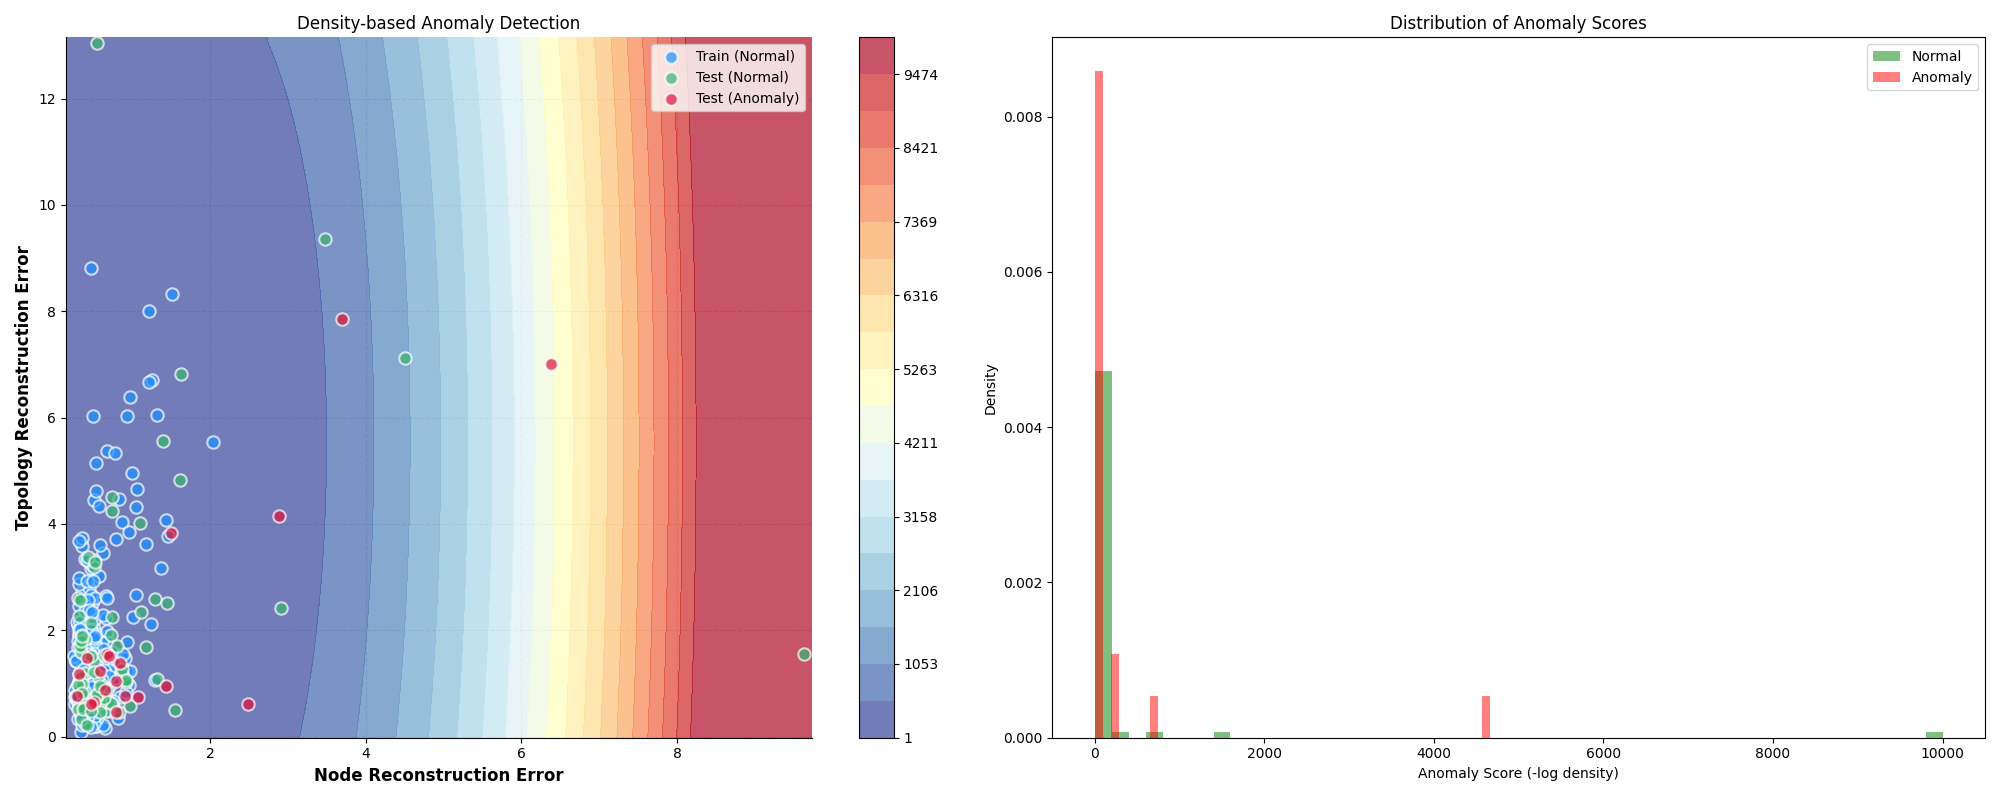 Density-based Anomaly Detection
Topology Reconstruction Error
12
10
8
6
4
2
0
2
4
6
8
Node Reconstruction Error
Train (Normal)
Test (Normal)
Test (Anomaly)
9474
8421
7369
6316
5263
4211
3158
2106
1053
1
Distribution of Anomaly Scores
Density
0.008
0.006
0.004
0.002
0.000
0
2000
4000
6000
8000
10000
Anomaly Score (-log density)
Normal
Anomaly